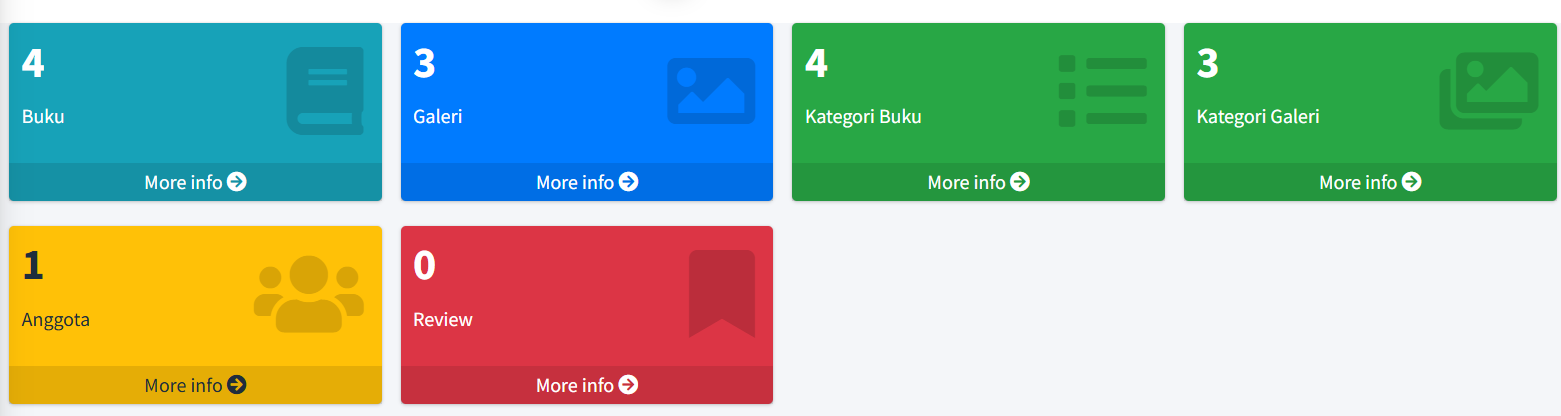 4
Buku
More info
3
Galeri
More info
4
Kategori Buku
More info
3
Kategori Galeri
More info
1
Anggota
More info
0
Review
More info